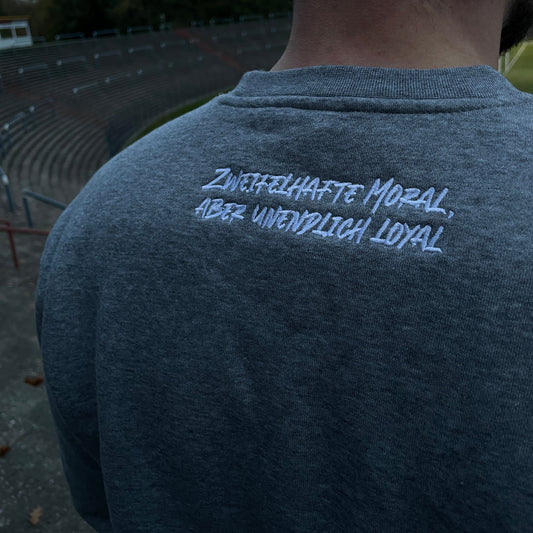 Zweifelhafte Moral,
aber unendlich loyal